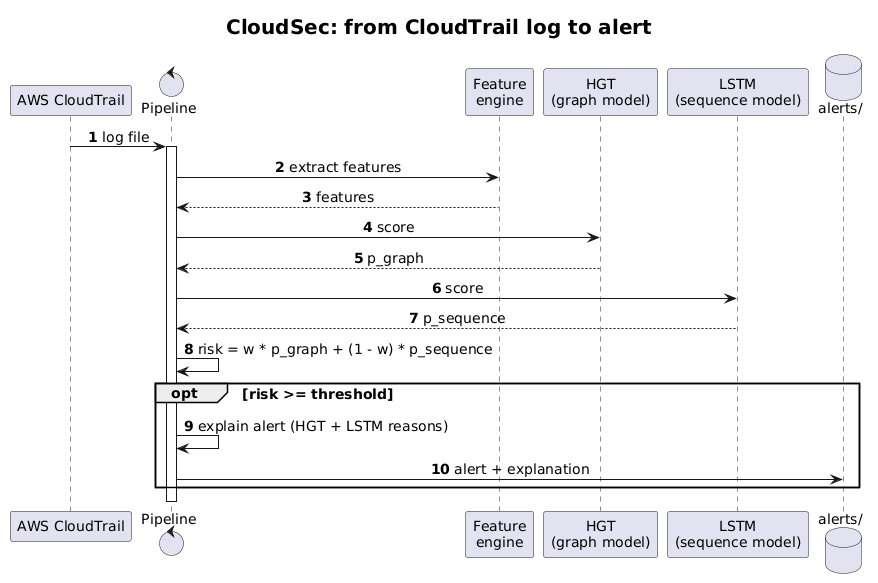 CloudSec: from CloudTrail log to alert
AWS CloudTrail
Pipeline
Feature
engine
HGT
(graph model)
LSTM
(sequence model)
alerts/
1 log file
2 extract features
3 features
4 score
5 p_graph
6 score
7 p_sequence
8 risk = w * p_graph + (1 - w) * p_sequence
opt [risk >= threshold]
9 explain alert (HGT + LSTM reasons)
10 alert + explanation
AWS CloudTrail
Pipeline
Feature
engine
HGT
(graph model)
LSTM
(sequence model)
alerts/